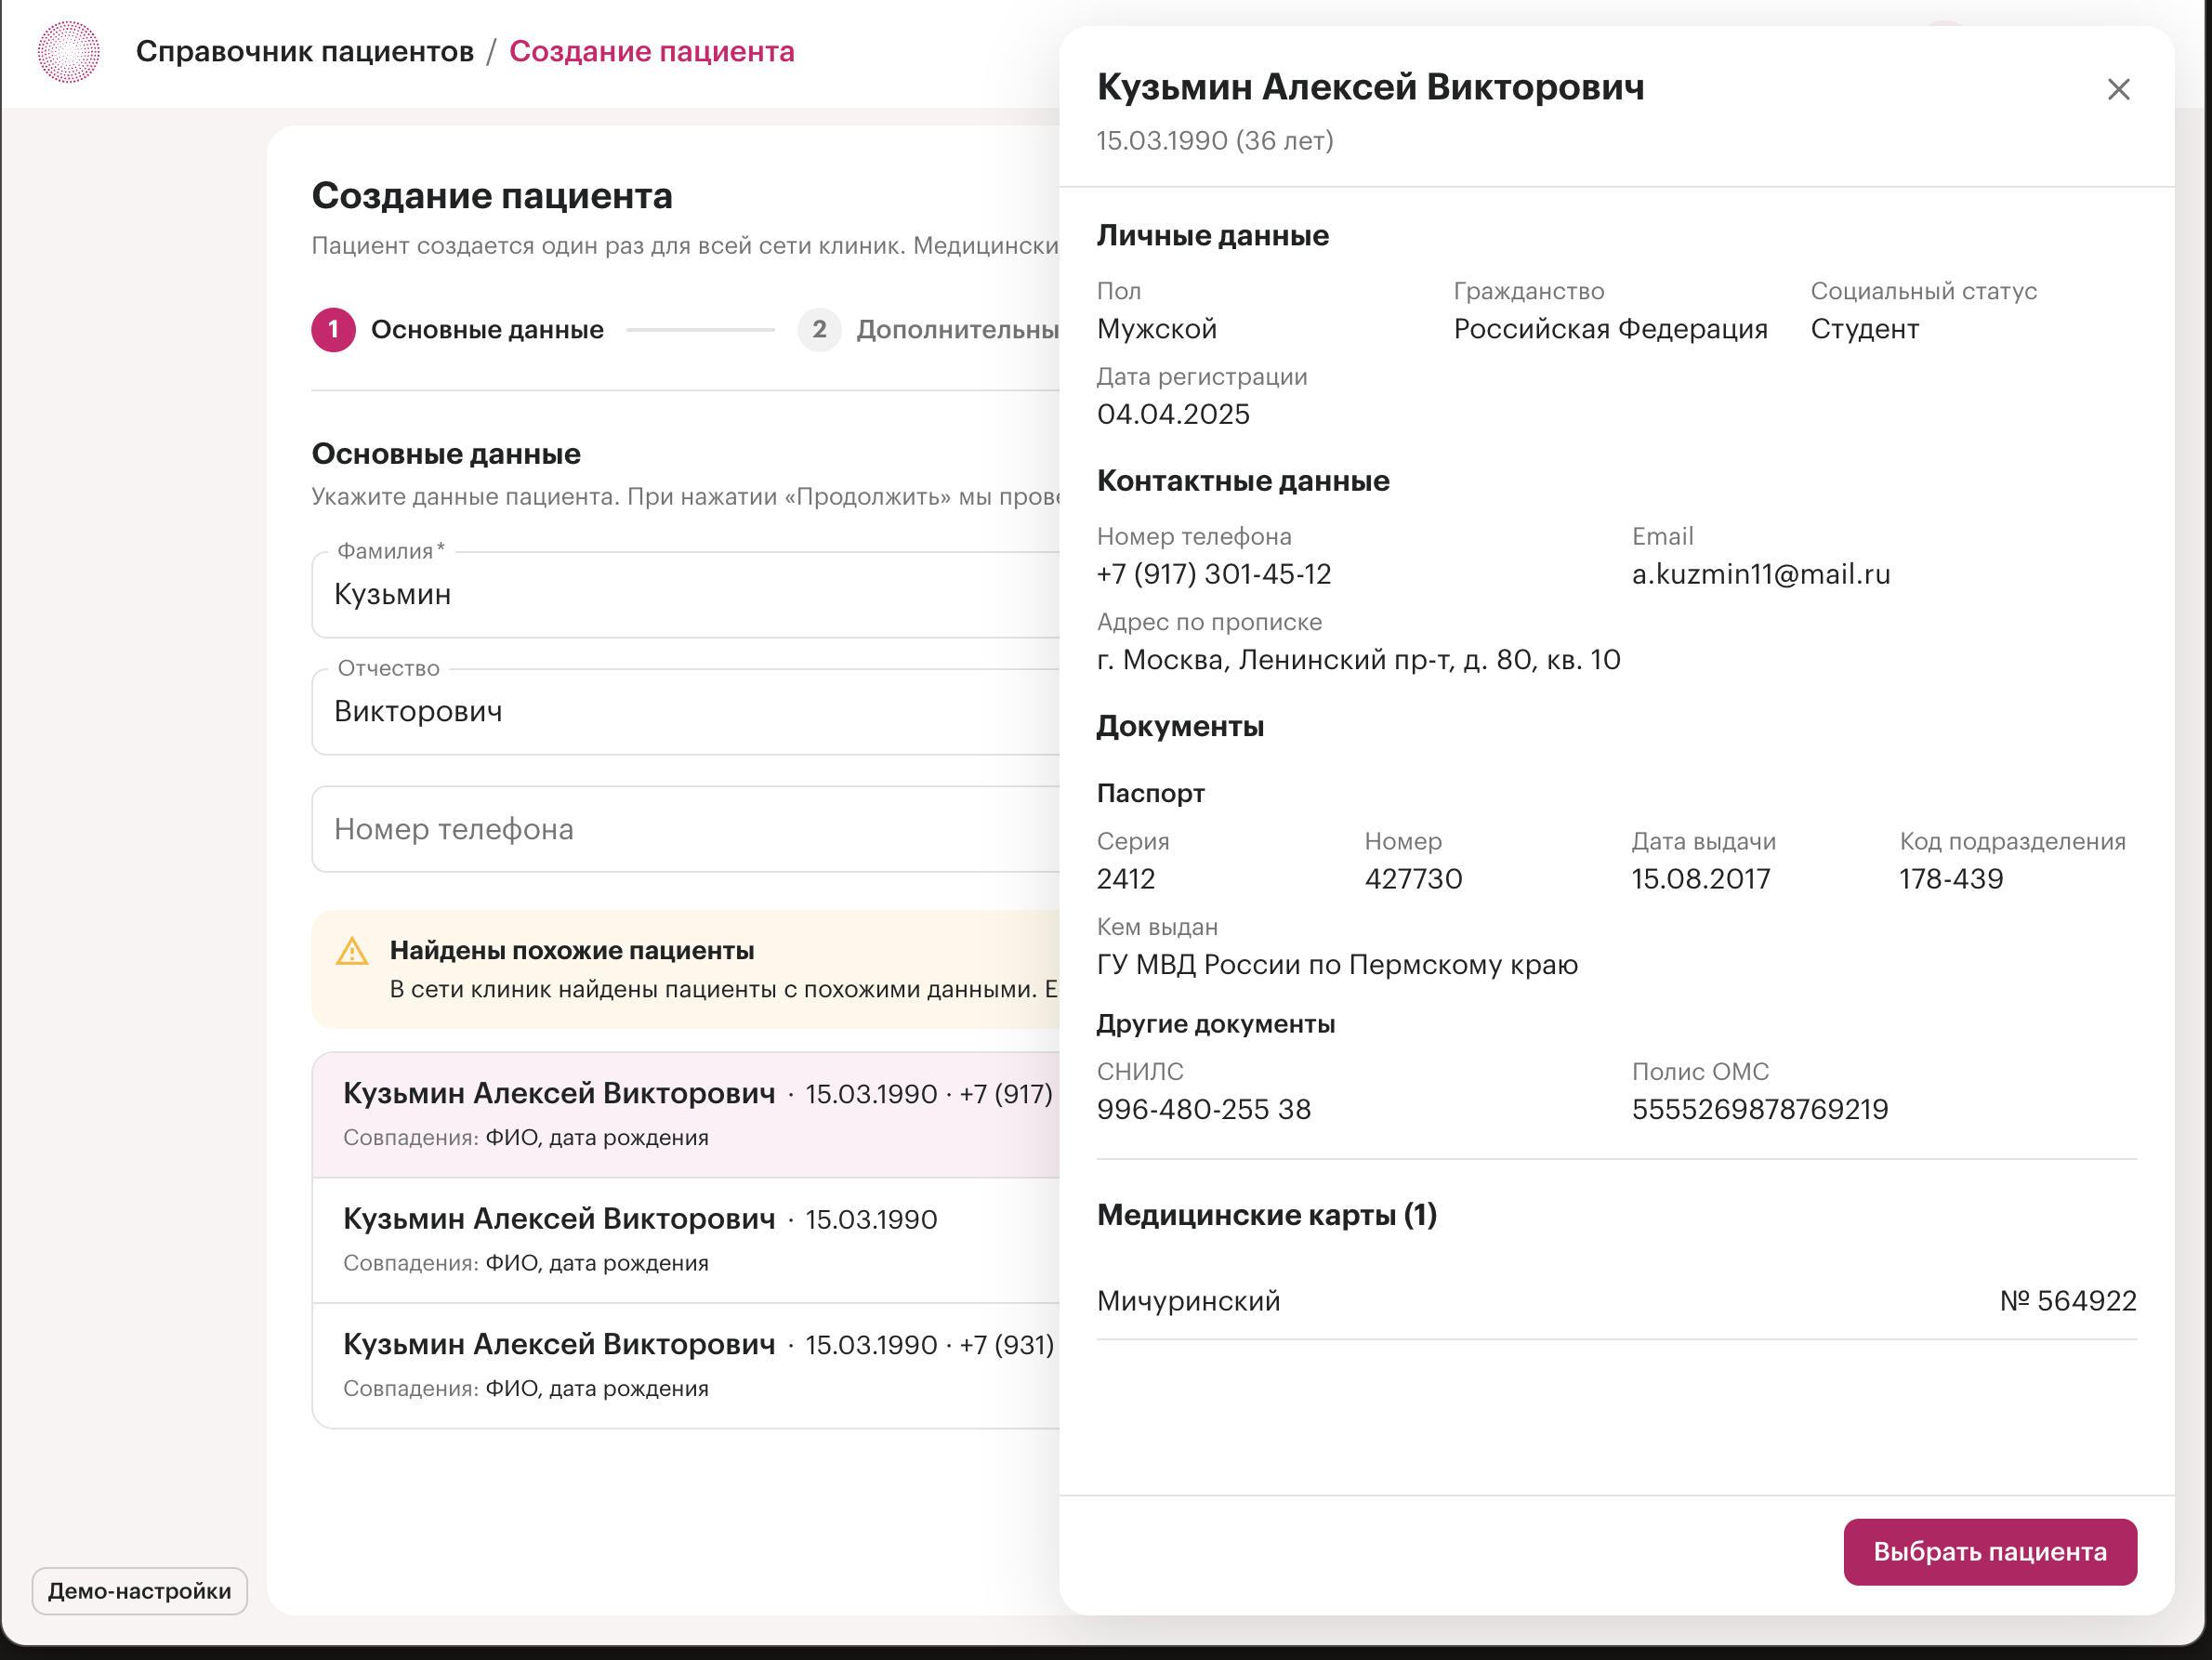 Справочник пациентов / Создание пациента
Создание пациента
Пациент создается один раз для всей сети клиник. Медицински
1 Основные данные 2 Дополнительны
Основные данные
Укажите данные пациента. При нажатии «Продолжить» мы прове
Фамилия*
Кузьмин
Отчество
Викторович
Номер телефона
Найдены похожие пациенты
В сети клиник найдены пациенты с похожими данными. Е
Кузьмин Алексей Викторович · 15.03.1990 · +7 (917)
Совпадения: ФИО, дата рождения
Кузьмин Алексей Викторович · 15.03.1990
Совпадения: ФИО, дата рождения
Кузьмин Алексей Викторович · 15.03.1990 · +7 (931)
Совпадения: ФИО, дата рождения
Демо-настройки
Кузьмин Алексей Викторович
15.03.1990 (36 лет)
Личные данные
Пол Гражданство Социальный статус
Мужской Российская Федерация Студент
Дата регистрации
04.04.2025
Контактные данные
Номер телефона Email
+7 (917) 301-45-12 a.kuzmin11@mail.ru
Адрес по прописке
г. Москва, Ленинский пр-т, д. 80, кв. 10
Документы
Паспорт
Серия Номер Дата выдачи Код подразделения
2412 427730 15.08.2017 178-439
Кем выдан
ГУ МВД России по Пермскому краю
Другие документы
СНИЛС Полис ОМС
996-480-255 38 5555269878769219
Медицинские карты (1)
Мичуринский № 564922
Выбрать пациента